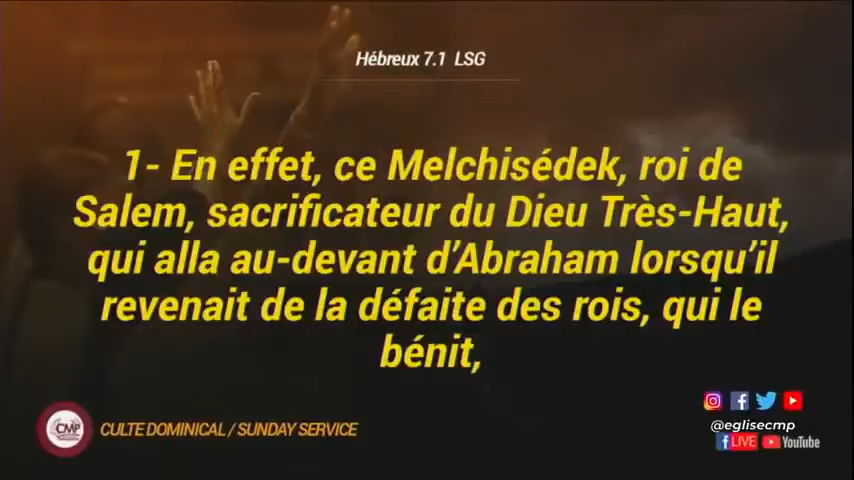 Hébreux 7.1 LSG
1- En effet, ce Melchisédek, roi de
Salem, sacrificateur du Dieu Très-Haut,
qui alla au-devant d’Abraham lorsqu’il
revenait de la défaite des rois, qui le
bénit,
CMP
CULTE DOMINICAL / SUNDAY SERVICE
@eglisecmp
LIVE YouTube